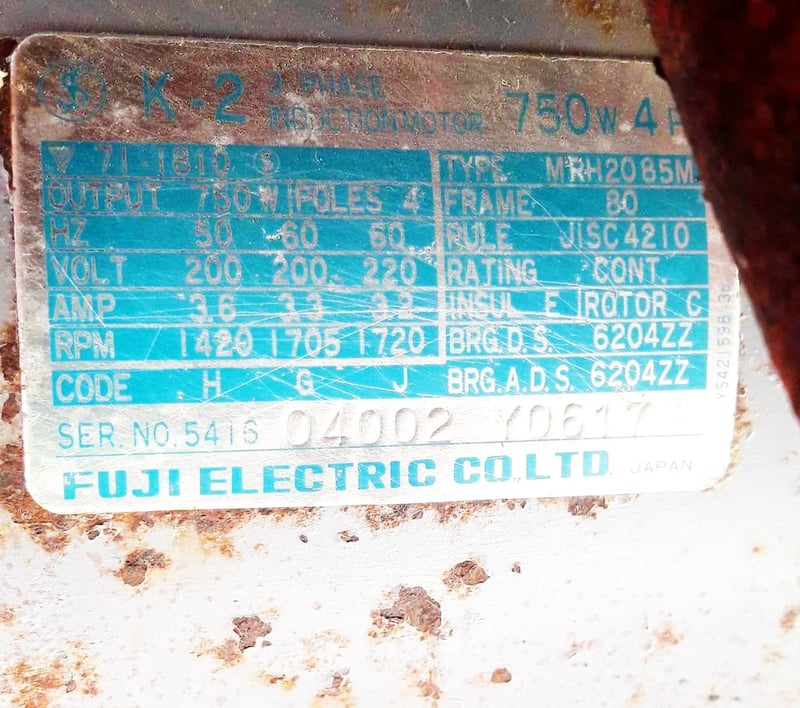 K-2 3 PHASE INDUCTION MOTOR 750W 4
▽ 71-1810
TYPE MRH2085M
OUTPUT 750W POLES 4
FRAME 80
HZ 50 60 60
RULE JISC4210
VOLT 200 200 220
RATING CONT.
AMP 3.6 3.3 3.2
INSUL E ROTOR C
RPM 1420 1705 1720
BRG.D.S. 6204ZZ
CODE H G J
BRG.A.D.S. 6204ZZ
SER. NO. 5416 04002 Y0617
FUJI ELECTRIC CO.,LTD. JAPAN